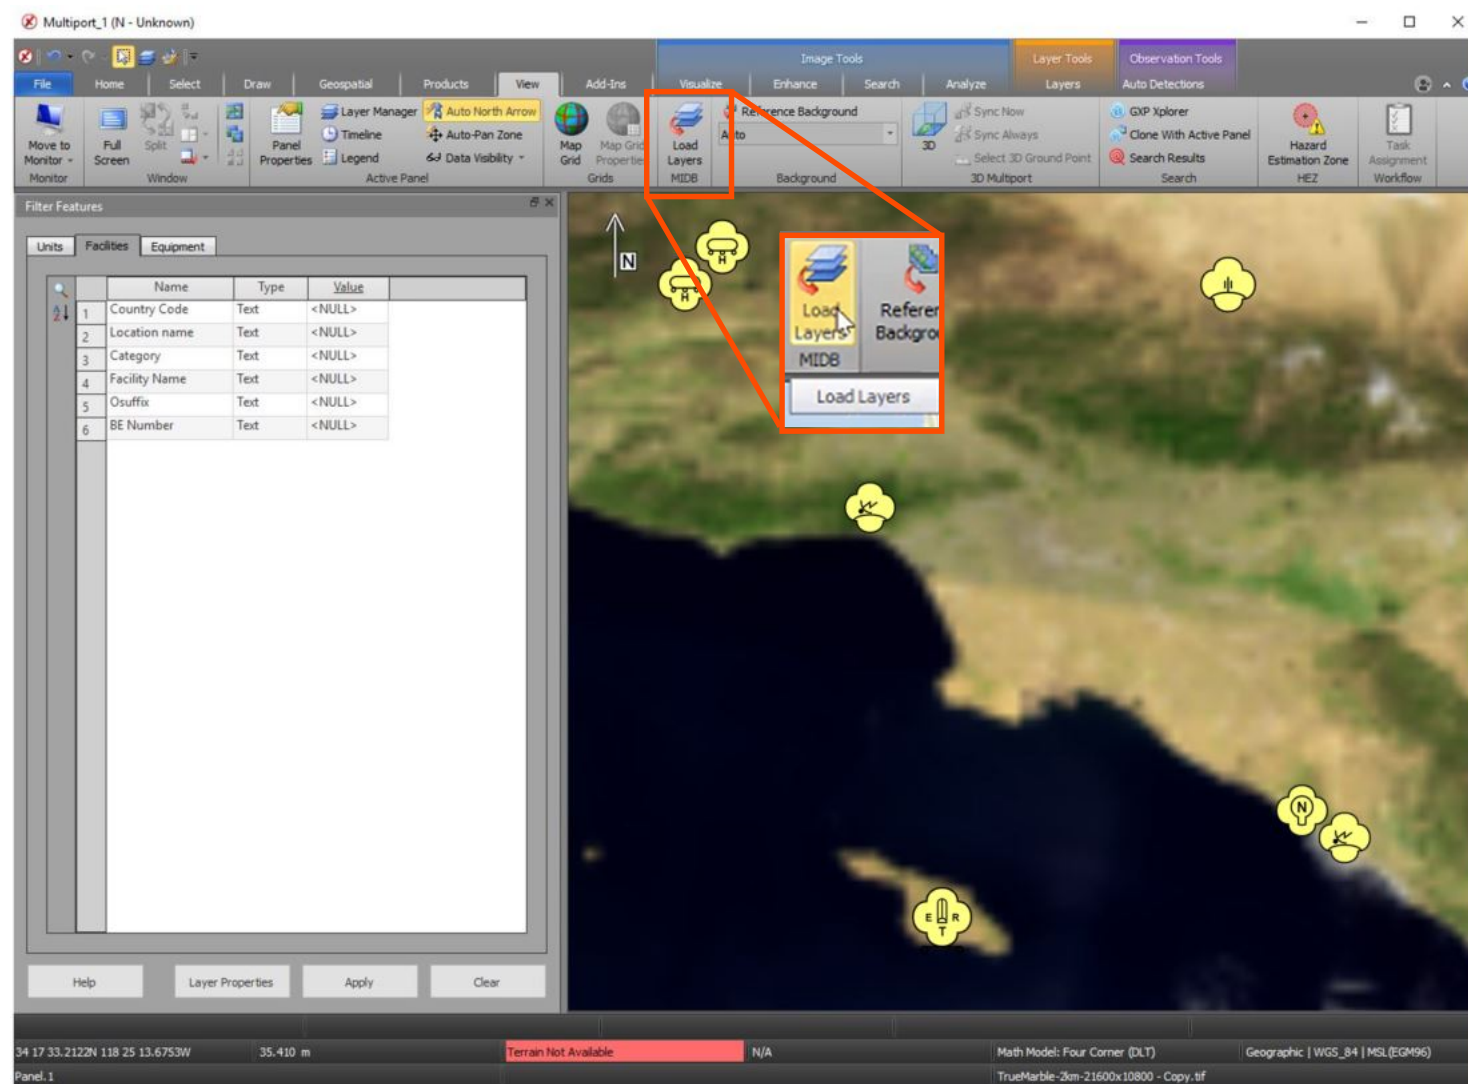 Multiport_1 (N - Unknown)
Image Tools
Layer Tools
Observation Tools
File
Home
Select
Draw
Geospatial
Products
View
Add-Ins
Visualize
Enhance
Search
Analyze
Layers
Auto Detections
Move to
Monitor
Monitor
Full
Screen
Split
Window
Panel
Properties
Layer Manager
Timeline
Legend
Auto North Arrow
Auto-Pan Zone
Data Visibility
Active Panel
Map
Grid
Map Grid
Properties
Grids
Load
Layers
MIDB
Reference Background
Auto
Background
3D
Sync Now
Sync Always
Select 3D Ground Point
3D Multiport
GXP Xplorer
Clone With Active Panel
Search Results
Search
Hazard
Estimation Zone
HEZ
Task
Assignment
Workflow
Filter Features
Units
Facilities
Equipment
Name Type Value
1 Country Code Text <NULL>
2 Location name Text <NULL>
3 Category Text <NULL>
4 Facility Name Text <NULL>
5 Osuffix Text <NULL>
6 BE Number Text <NULL>
Help
Layer Properties
Apply
Clear
N
H
H
Load
Layers
MIDB
Referen
Backgro
Load Layers
N
E R
T
34 17 33.2122N 118 25 13.6753W
35.410 m
Terrain Not Available
N/A
Math Model: Four Corner (DLT)
Geographic | WGS_84 | MSL(EGM96)
Panel.1
TrueMarble-2km-21600x10800 - Copy.tif